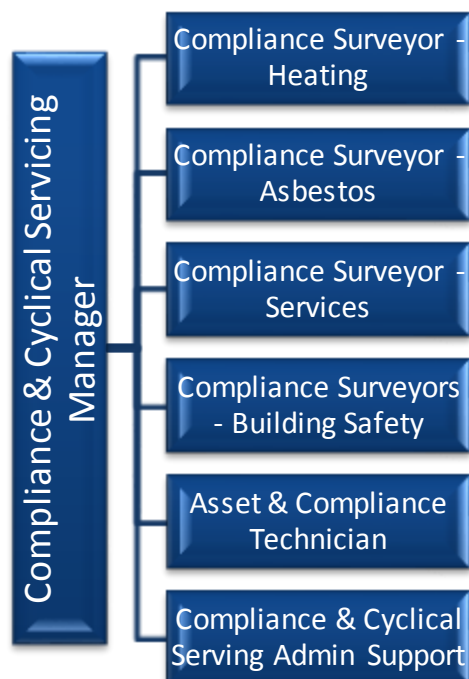 Compliance & Cyclical Servicing
Manager
Compliance Surveyor -
Heating
Compliance Surveyor -
Asbestos
Compliance Surveyor -
Services
Compliance Surveyors
- Building Safety
Asset & Compliance
Technician
Compliance & Cyclical
Serving Admin Support